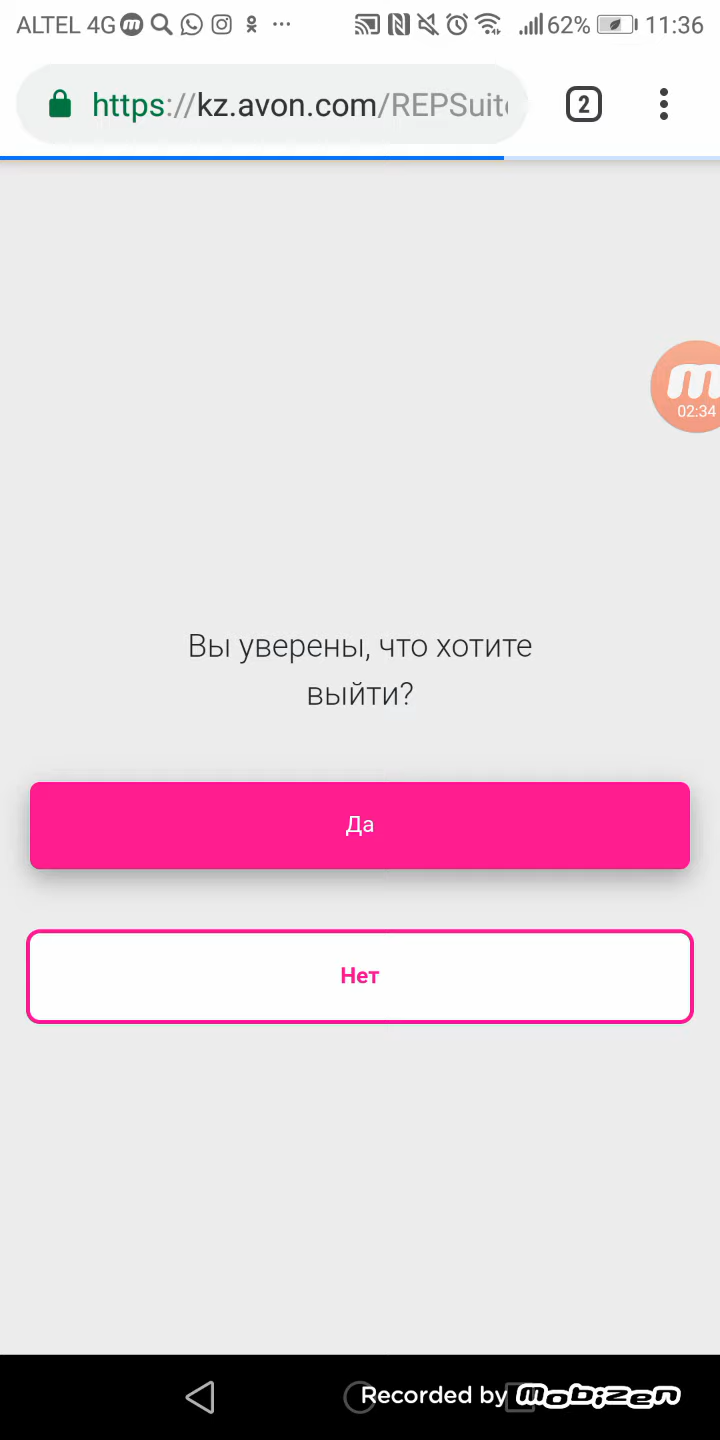 ALTEL 4G 62% 11:36
https://kz.avon.com/REPSuit
2
02:34
Вы уверены, что хотите
выйти?
Да
Нет
Recorded by Mobizen